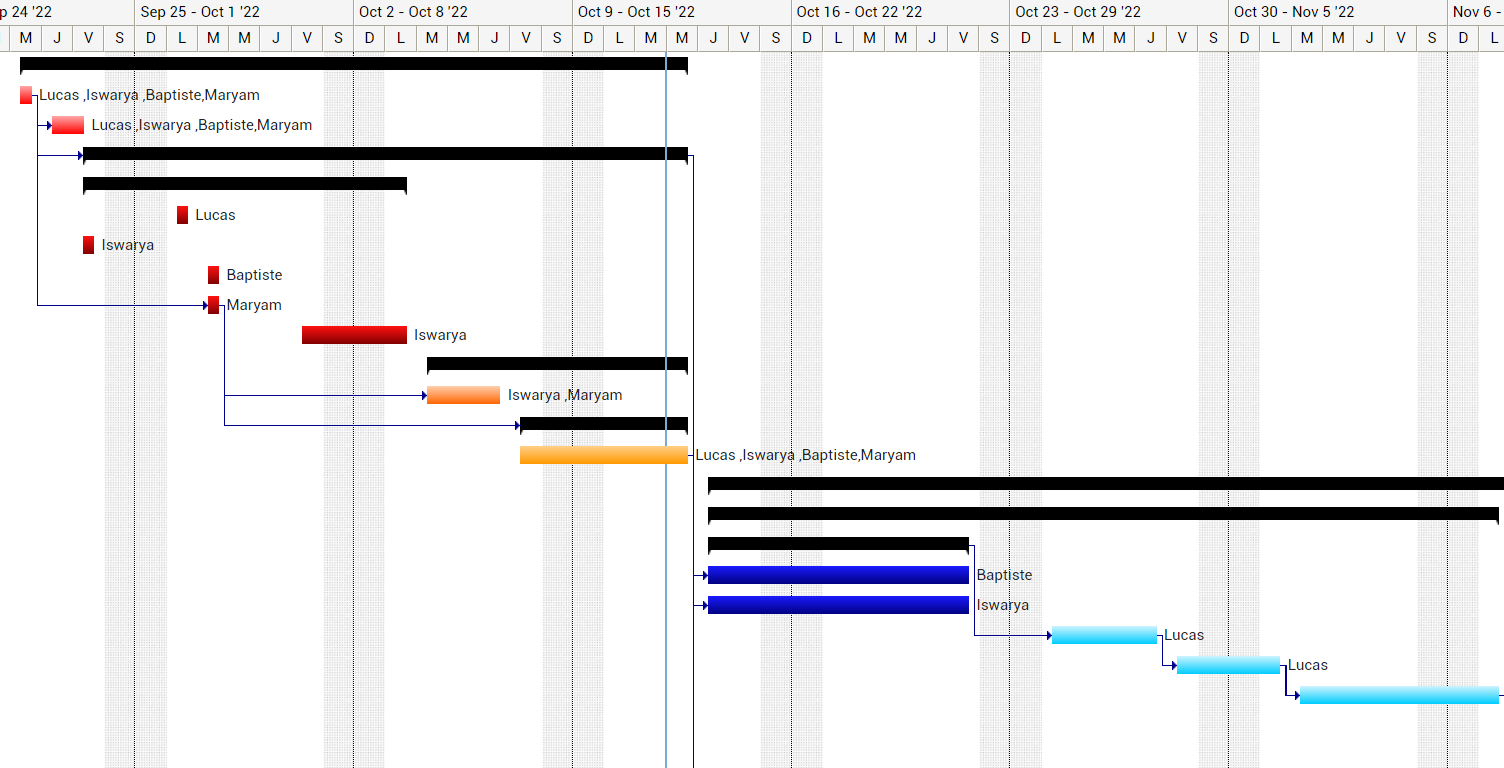 p 24 '22 Sep 25 - Oct 1 '22 Oct 2 - Oct 8 '22 Oct 9 - Oct 15 '22 Oct 16 - Oct 22 '22 Oct 23 - Oct 29 '22 Oct 30 - Nov 5 '22 Nov 6 -
M J V S D L M M J V S D L M M J V S D L M M J V S D L M M J V S D L M M J V S D L M M J V S D L
Lucas ,Iswarya ,Baptiste,Maryam
Lucas ,Iswarya ,Baptiste,Maryam
Lucas
Iswarya
Baptiste
Maryam
Iswarya
Iswarya ,Maryam
Lucas ,Iswarya ,Baptiste,Maryam
Baptiste
Iswarya
Lucas
Lucas